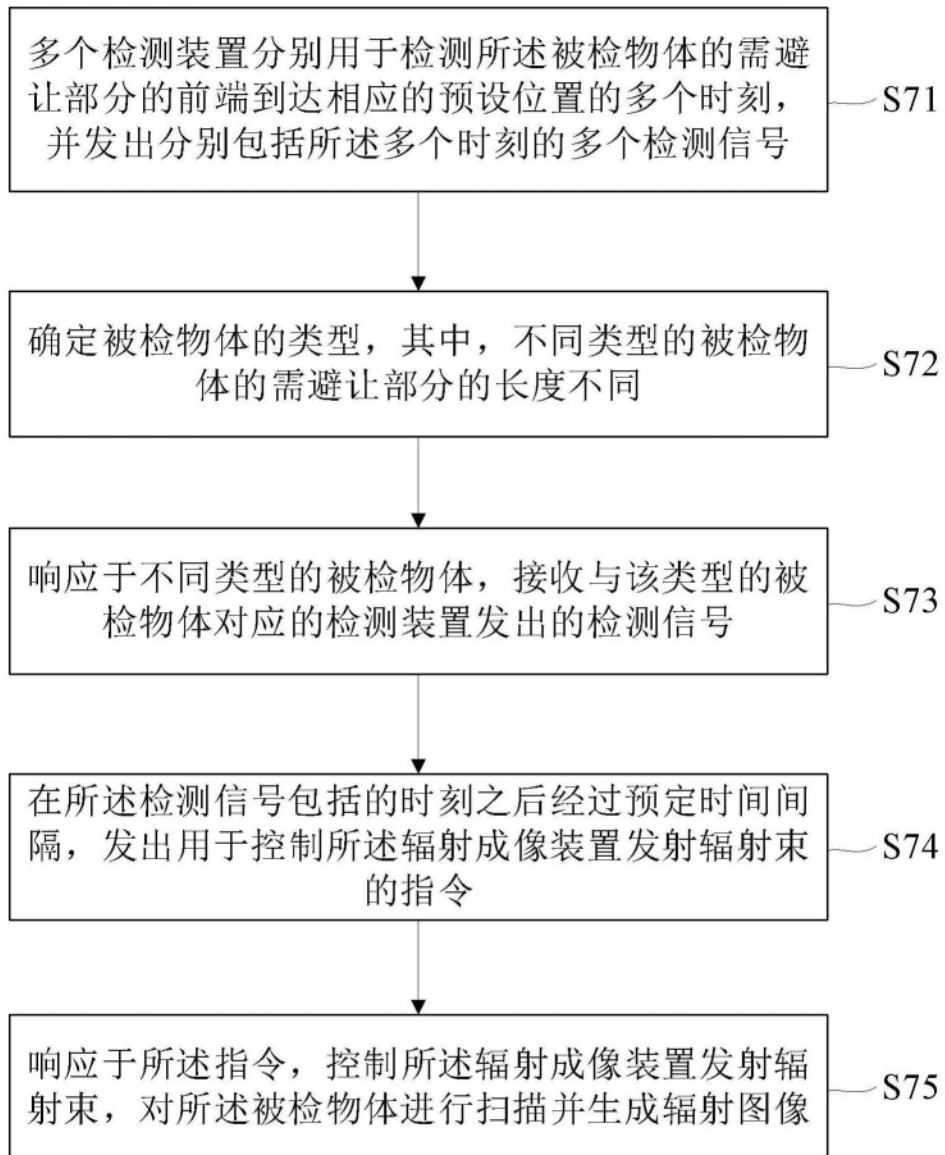 多个检测装置分别用于检测所述被检物体的需避
让部分的前端到达相应的预设位置的多个时刻，
并发出分别包括所述多个时刻的多个检测信号
S71
确定被检物体的类型，其中，不同类型的被检物
体的需避让部分的长度不同
S72
响应于不同类型的被检物体，接收与该类型的被
检物体对应的检测装置发出的检测信号
S73
在所述检测信号包括的时刻之后经过预定时间间
隔，发出用于控制所述辐射成像装置发射辐射束
的指令
S74
响应于所述指令，控制所述辐射成像装置发射辐
射束，对所述被检物体进行扫描并生成辐射图像
S75